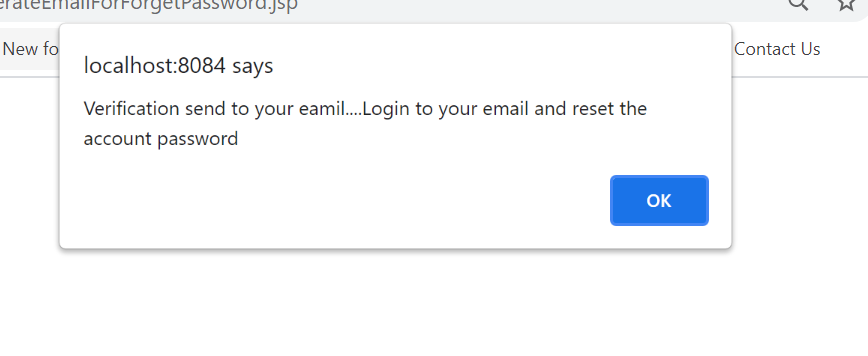 erateEmailForForgetPassword.jsp
New fo
Contact Us
localhost:8084 says
Verification send to your eamil....Login to your email and reset the
account password
OK